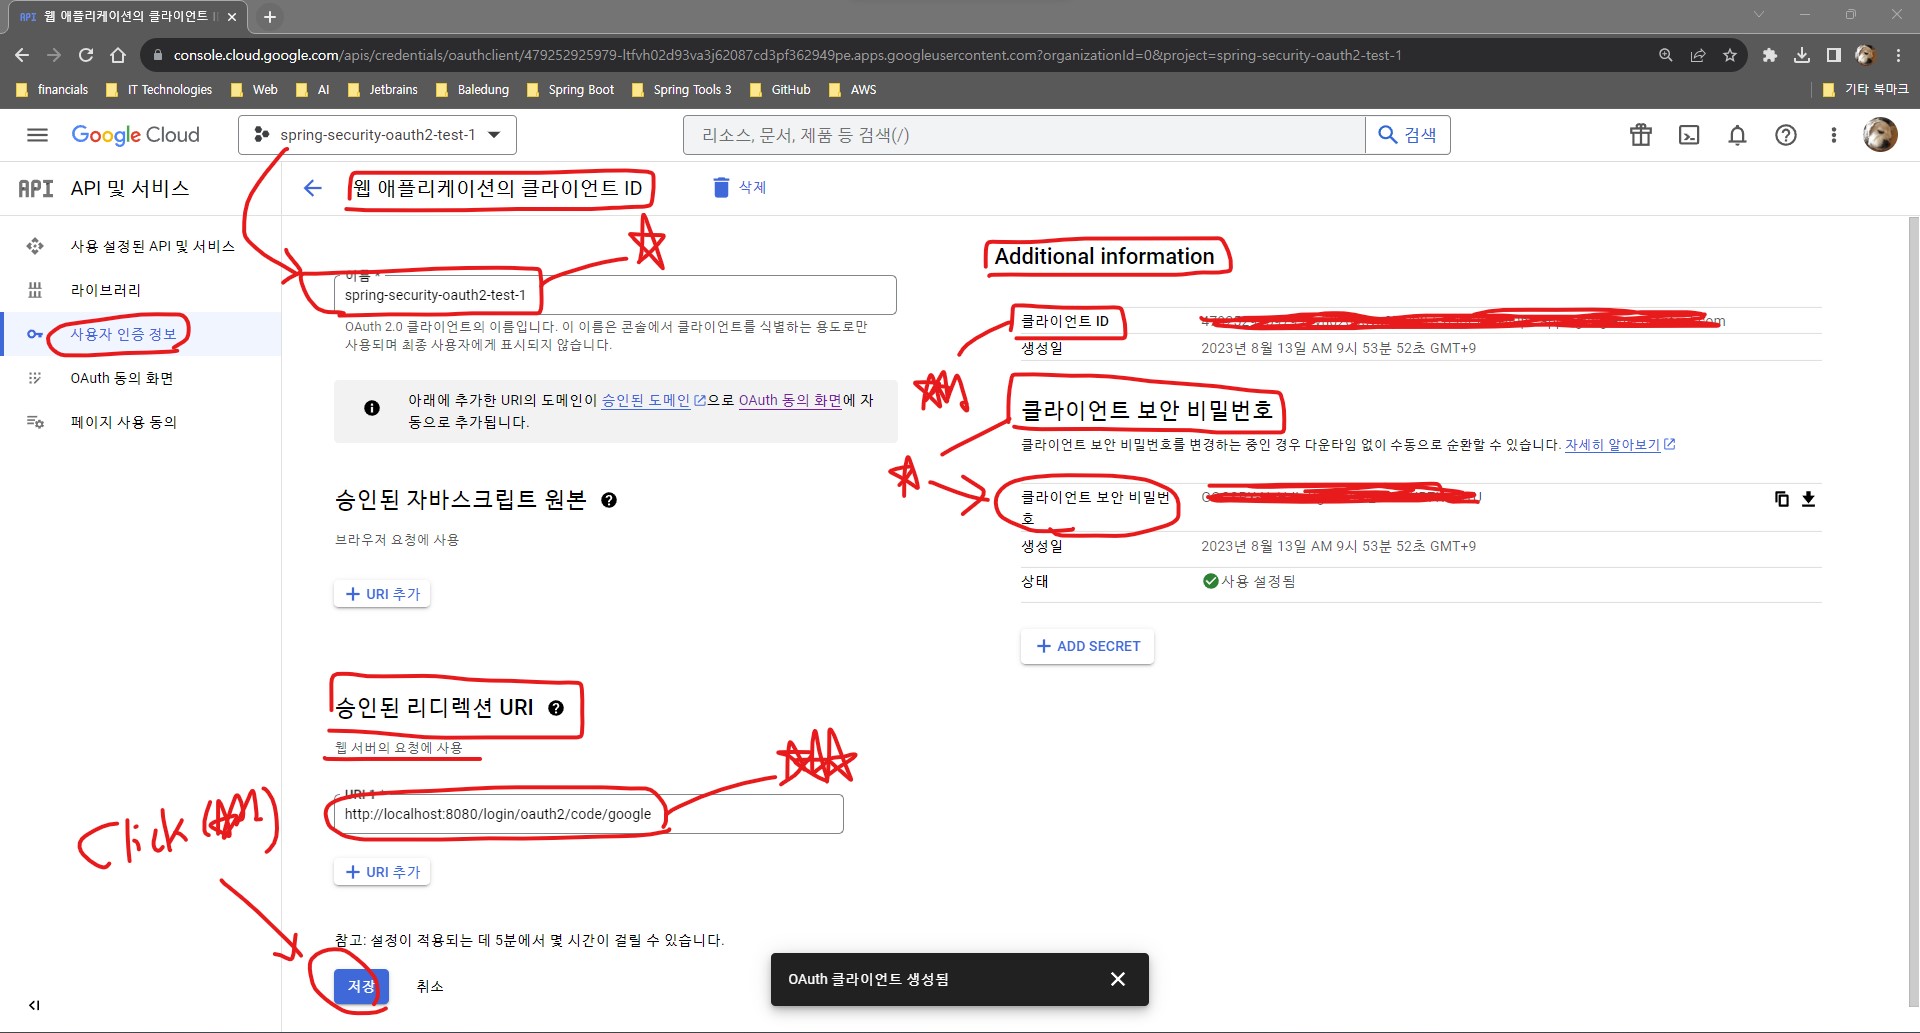 API 웹 애플리케이션의 클라이언트 I
console.cloud.google.com/apis/credentials/oauthclient/479252925979-ltfvh02d93va3j62087cd3pf362949pe.apps.googleusercontent.com?organizationId=0&project=spring-security-oauth2-test-1
financials IT Technologies Web AI Jetbrains Baledung Spring Boot Spring Tools 3 GitHub AWS 기타 북마크
Google Cloud spring-security-oauth2-test-1 리소스, 문서, 제품 등 검색(/) 검색
API API 및 서비스
사용 설정된 API 및 서비스
라이브러리
사용자 인증 정보
OAuth 동의 화면
페이지 사용 동의
웹 애플리케이션의 클라이언트 ID 삭제
이름 *
spring-security-oauth2-test-1
OAuth 2.0 클라이언트의 이름입니다. 이 이름은 콘솔에서 클라이언트를 식별하는 용도로만
사용되며 최종 사용자에게 표시되지 않습니다.
아래에 추가한 URI의 도메인이 승인된 도메인으로 OAuth 동의 화면에 자
동으로 추가됩니다.
승인된 자바스크립트 원본
브라우저 요청에 사용
URI 추가
승인된 리디렉션 URI
웹 서버의 요청에 사용
URI 1 *
http://localhost:8080/login/oauth2/code/google
URI 추가
참고: 설정이 적용되는 데 5분에서 몇 시간이 걸릴 수 있습니다.
저장 취소
Click
Additional information
클라이언트 ID
생성일 2023년 8월 13일 AM 9시 53분 52초 GMT+9
클라이언트 보안 비밀번호
클라이언트 보안 비밀번호를 변경하는 중인 경우 다운타임 없이 수동으로 순환할 수 있습니다. 자세히 알아보기
클라이언트 보안 비밀번
호
생성일 2023년 8월 13일 AM 9시 53분 52초 GMT+9
상태 사용 설정됨
ADD SECRET
OAuth 클라이언트 생성됨